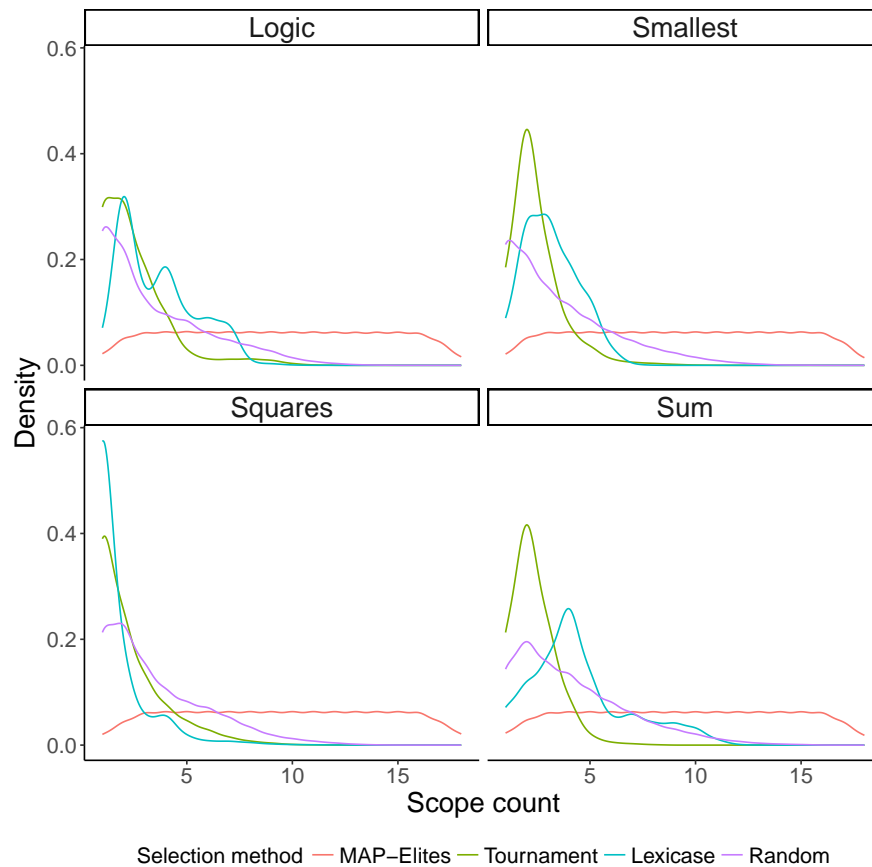 Logic
Smallest
0.6
0.4
0.2
0.0
Squares
Sum
0.6
0.4
0.2
0.0
Density
5
10
15
5
10
15
Scope count
Selection method MAP−Elites Tournament Lexicase Random